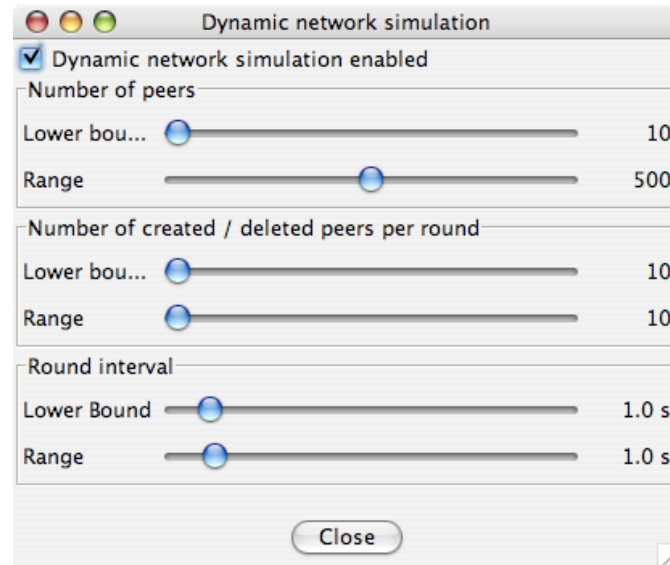 Dynamic network simulation
Dynamic network simulation enabled
Number of peers
Lower bou... 10
Range 500
Number of created / deleted peers per round
Lower bou... 10
Range 10
Round interval
Lower Bound 1.0 s
Range 1.0 s
Close